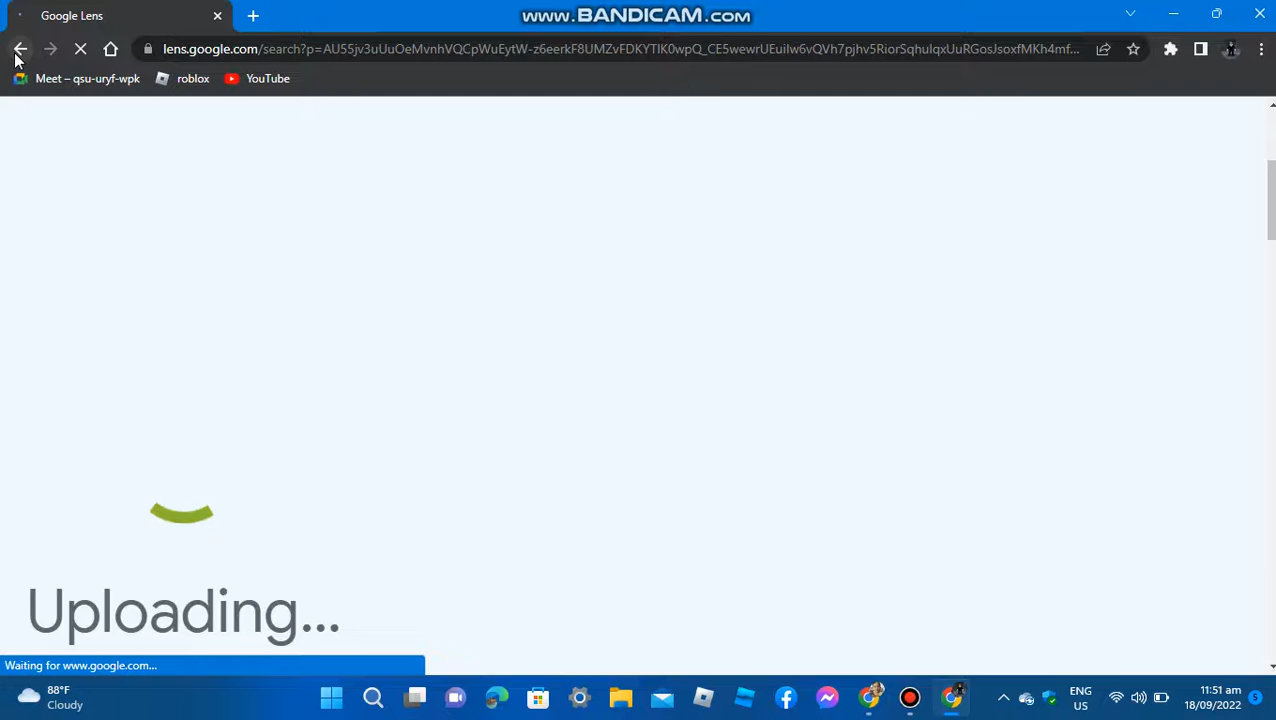 Google Lens
www.BANDICAM.com
lens.google.com/search?p=AU55jv3uUuOeMvnhVQCpWuEytW-z6eerkF8UMZvFDKYTIK0wpQ_CE5wewrUEuiIw6vQVh7pjhv5RiorSqhulqxUuRGosJsoxfMKh4mf...
Meet – qsu-uryf-wpk
roblox
YouTube
Uploading...
Waiting for www.google.com...
88°F
Cloudy
ENG
US
11:51 am
18/09/2022
5